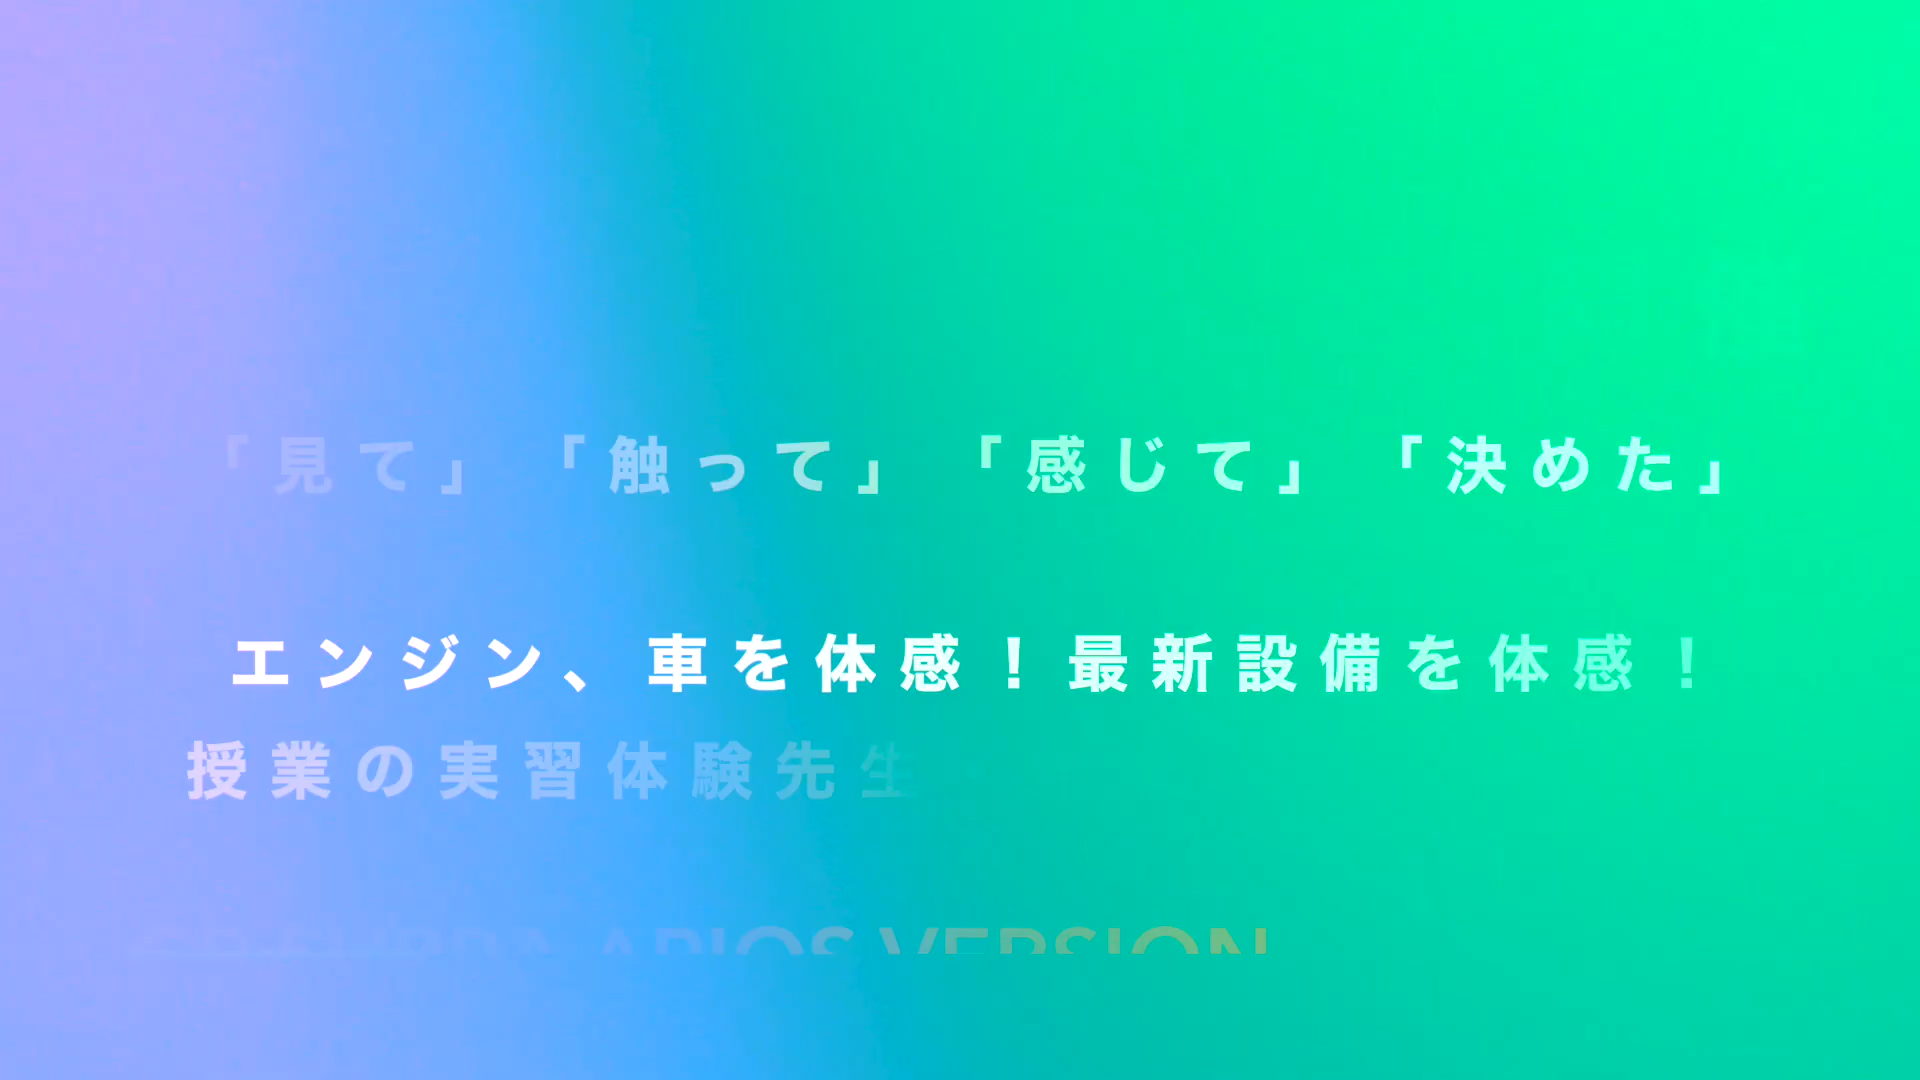 「見て」「触って」「感じて」「決めた」
エンジン、車を体感！最新設備を体感！
授業の実習体験先生
VERSION